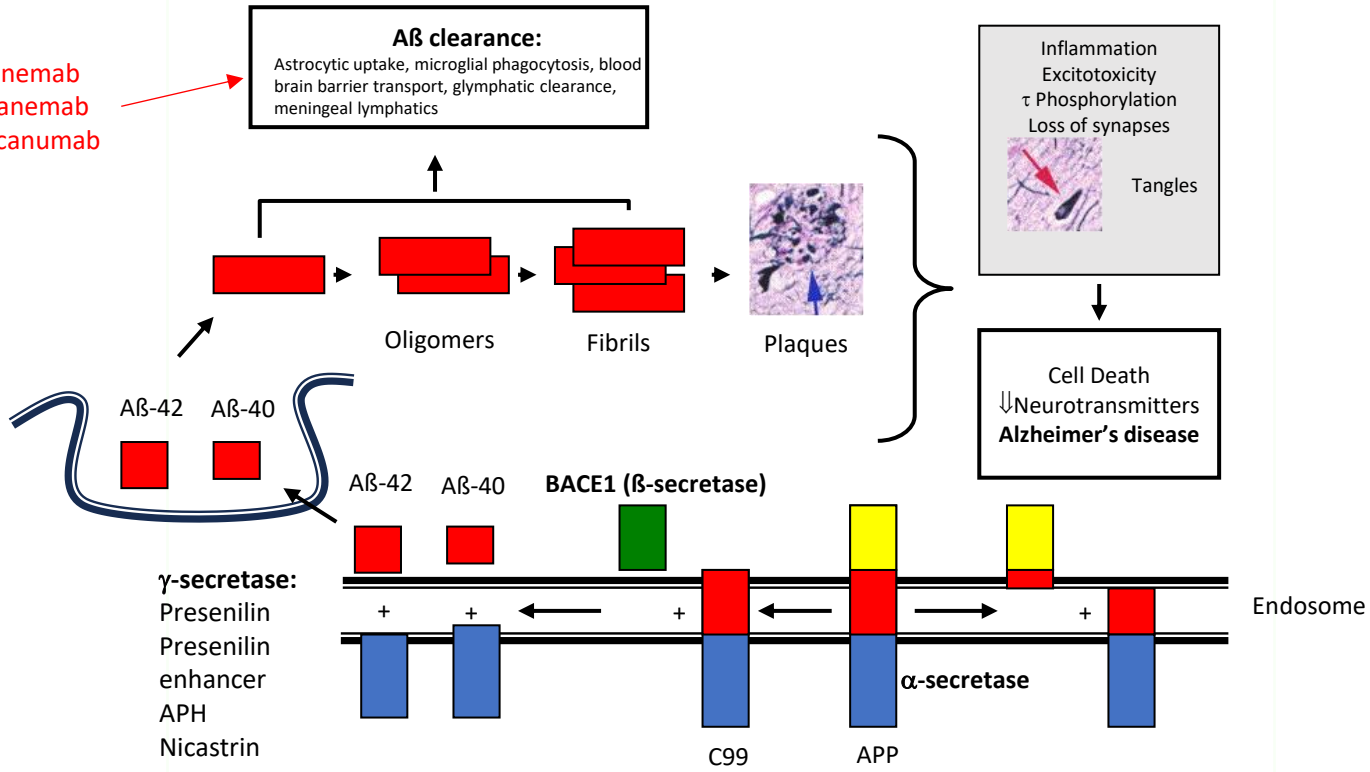 Aß clearance:
Astrocytic uptake, microglial phagocytosis, blood
brain barrier transport, glymphatic clearance,
meningeal lymphatics
nemab
anemab
canumab
Inflammation
Excitotoxicity
τ Phosphorylation
Loss of synapses
Tangles
Oligomers
Fibrils
Plaques
Cell Death
⇓Neurotransmitters
Alzheimer’s disease
Aß-42
Aß-40
Aß-42
Aß-40
BACE1 (ß-secretase)
γ-secretase:
Presenilin
Presenilin
enhancer
APH
Nicastrin
+
+
+
+
Endosome
α-secretase
C99
APP